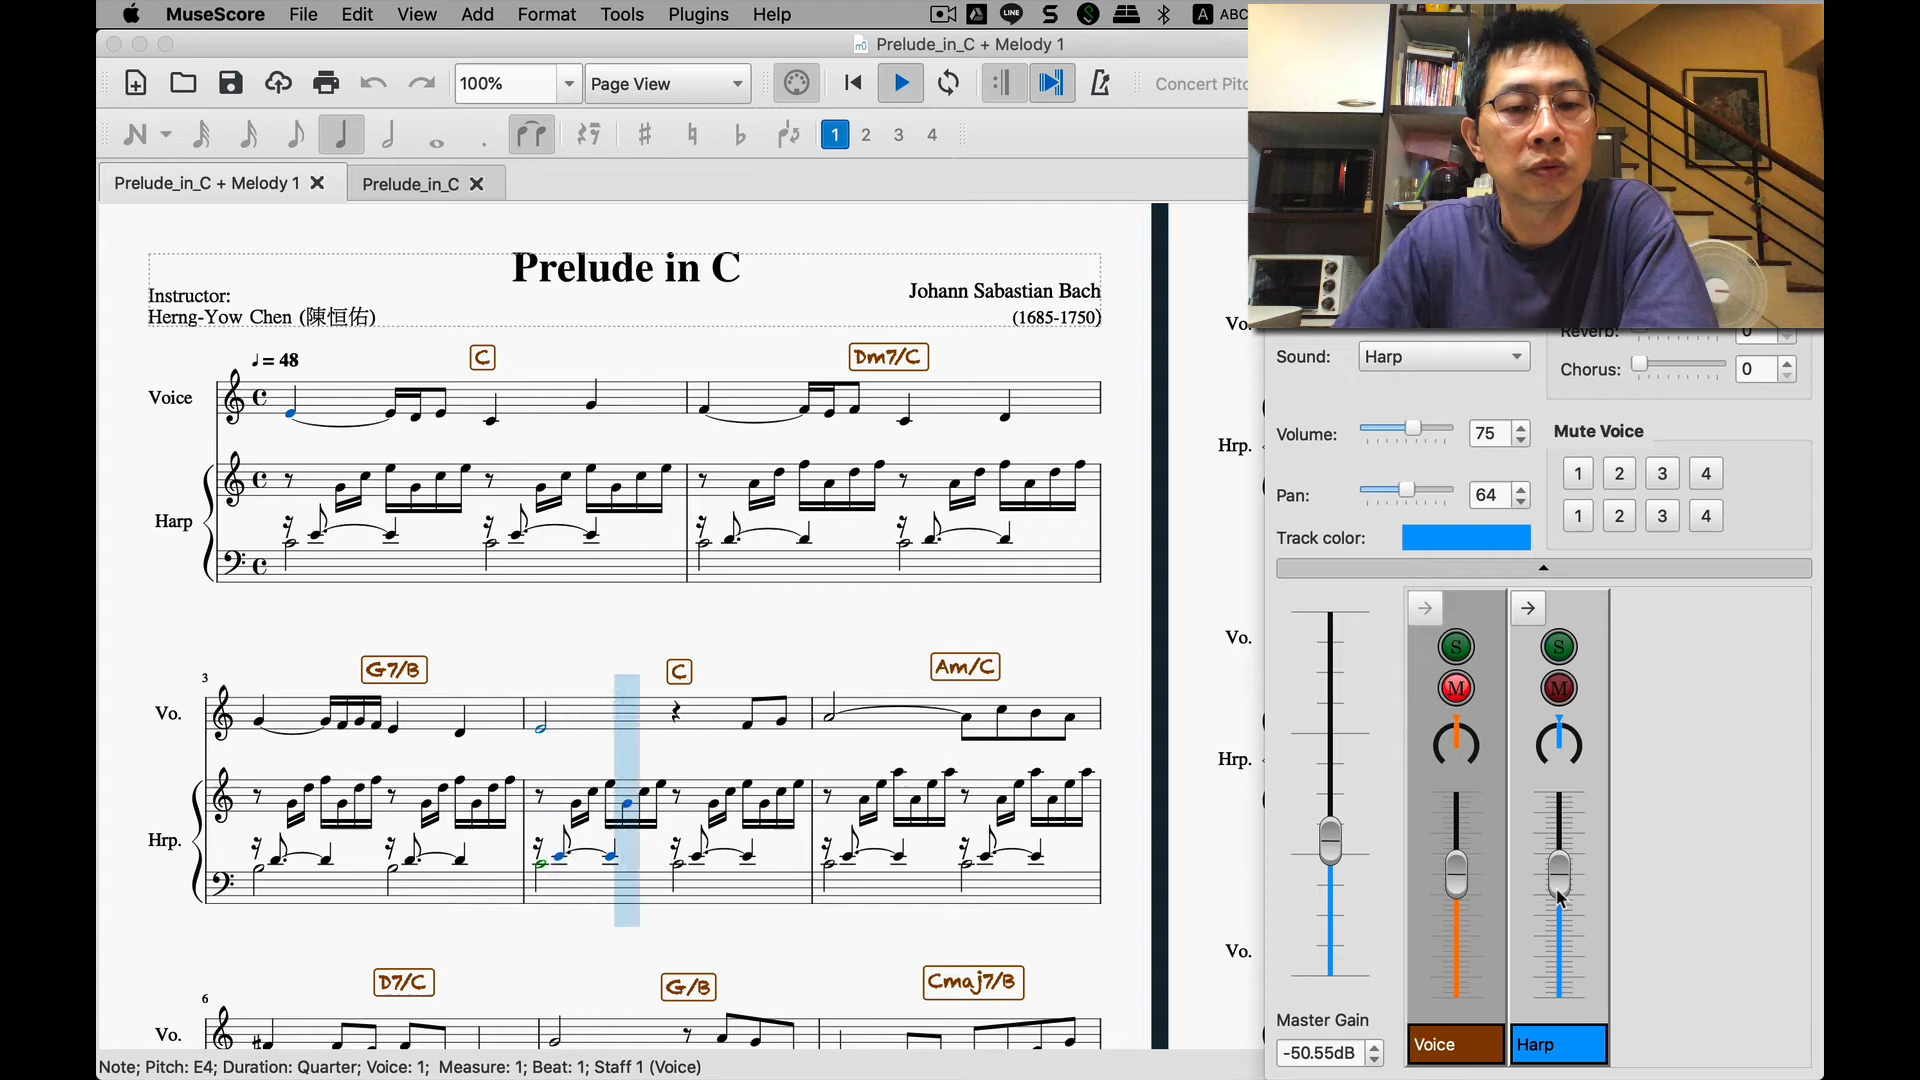 MuseScore File Edit View Add Format Tools Plugins Help LINE A ABC
Prelude_in_C + Melody 1
100% Page View Concert Pitc
1 2 3 4
Prelude_in_C + Melody 1 Prelude_in_C
Prelude in C
Instructor:
Herng-Yow Chen (陳恒佑)
Johann Sabastian Bach
(1685-1750)
♩ = 48 C Dm7/C
Voice
Harp
3 G7/B C Am/C
Vo.
Hrp.
6 D7/C G/B Cmaj7/B
Vo.
Vo.
Hrp.
Vo.
Hrp.
Vo.
Reverb: 0
Sound: Harp
Chorus: 0
Volume: 75
Mute Voice
1 2 3 4
Pan: 64
1 2 3 4
Track color:
S S
M M
Master Gain
-50.55dB
Voice Harp
Note; Pitch: E4; Duration: Quarter; Voice: 1; Measure: 1; Beat: 1; Staff 1 (Voice)